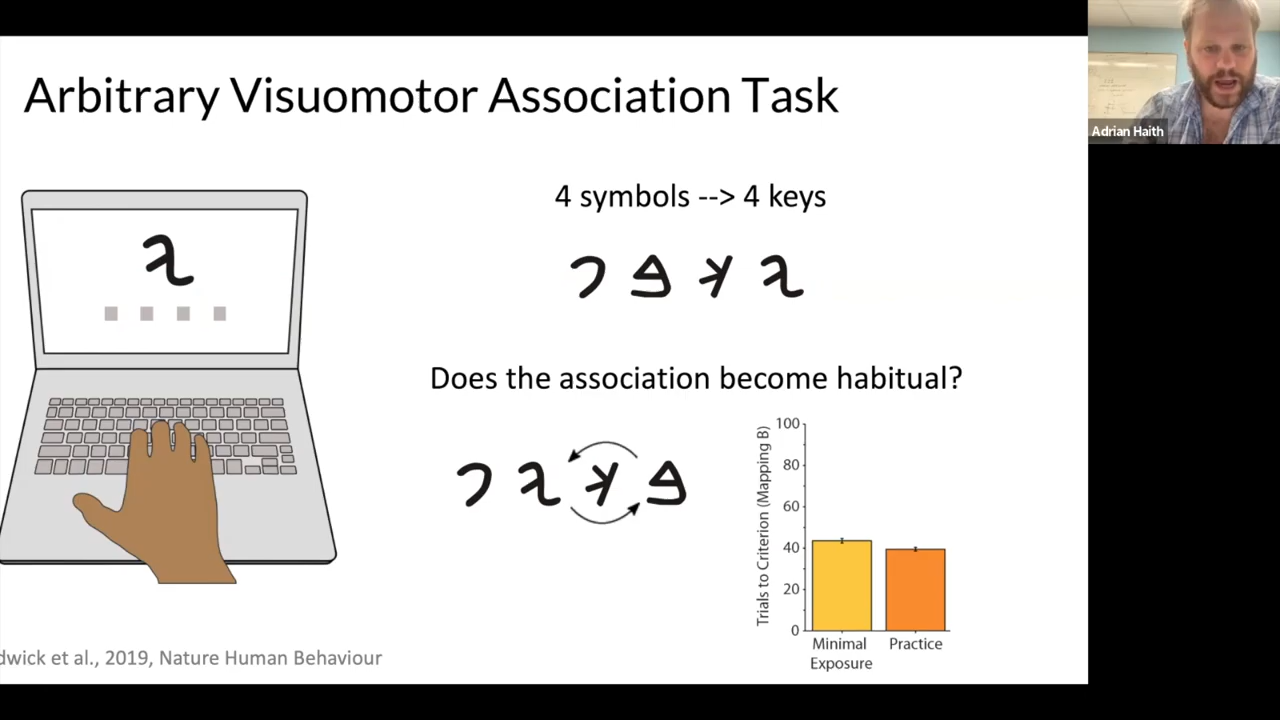 Arbitrary Visuomotor Association Task
Adrian Haith
4 symbols --> 4 keys
Does the association become habitual?
Trials to Criterion (Mapping B)
100
80
60
40
20
0
Minimal Exposure
Practice
et al., 2019, Nature Human Behaviour